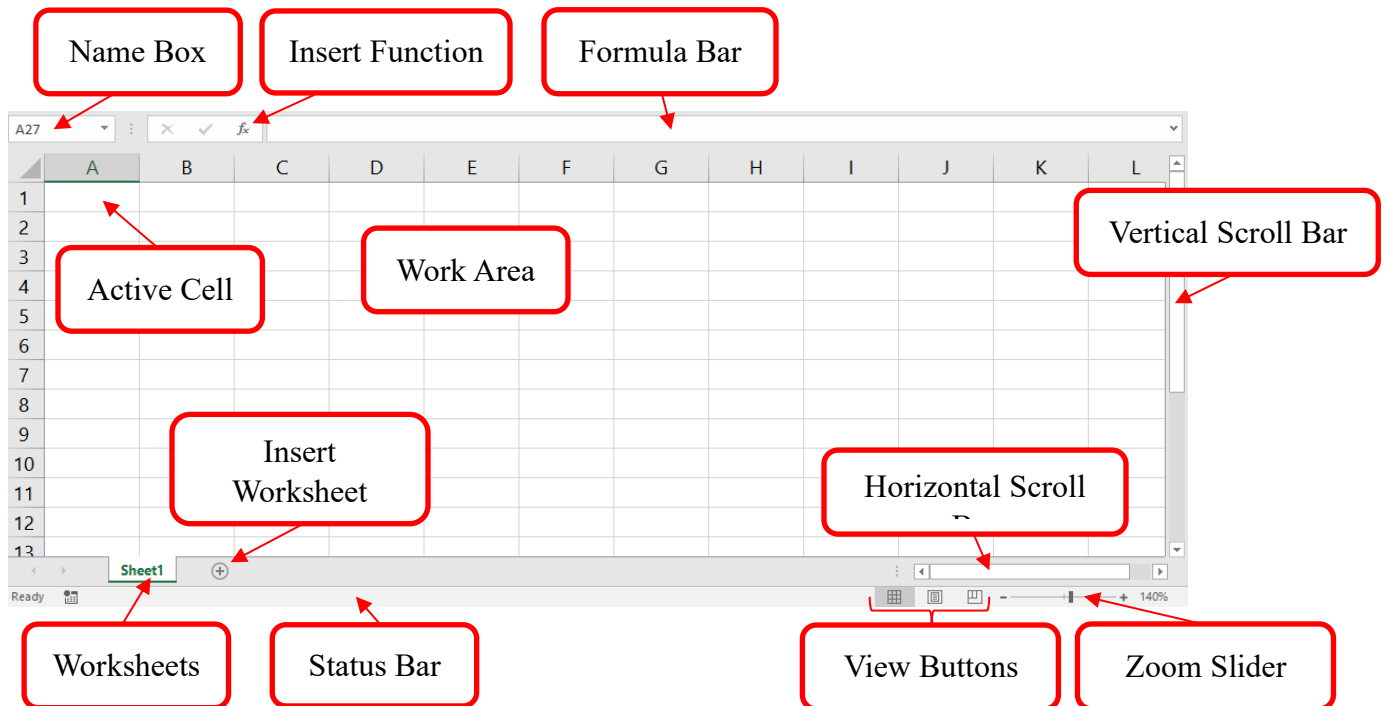 Name Box
Insert Function
Formula Bar
A27
fx
A B C D E F G H I J K L
1
2
Vertical Scroll Bar
3
Work Area
4
Active Cell
5
6
7
8
9
Insert
Worksheet
10
11
Horizontal Scroll
12
13
Sheet1
Ready
140%
Worksheets
Status Bar
View Buttons
Zoom Slider